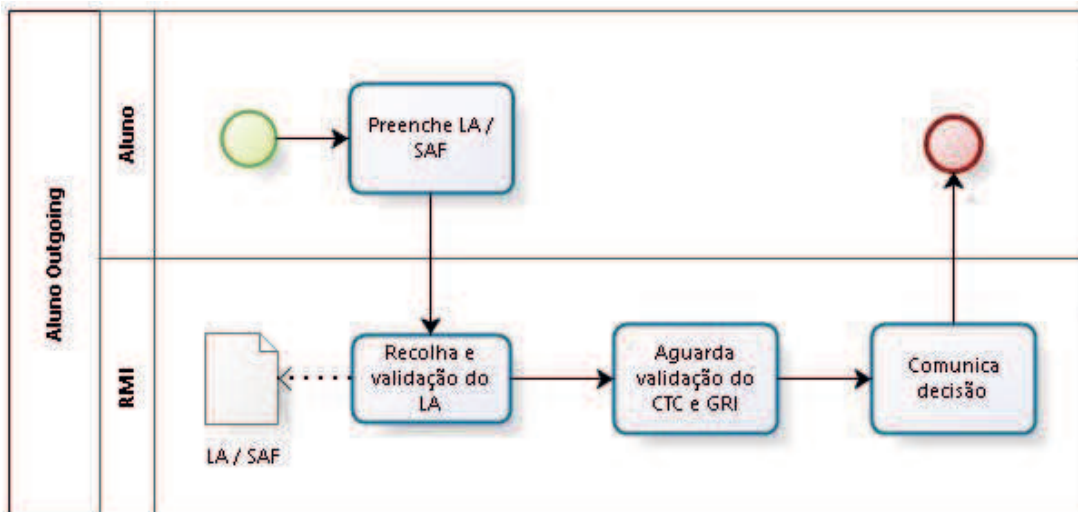 Aluno Outgoing
Aluno
Preenche LA /
SAF
RMI
LA / SAF
Recolha e
validação do
LA
Aguarda
validação do
CTC e GRI
Comunica
decisão